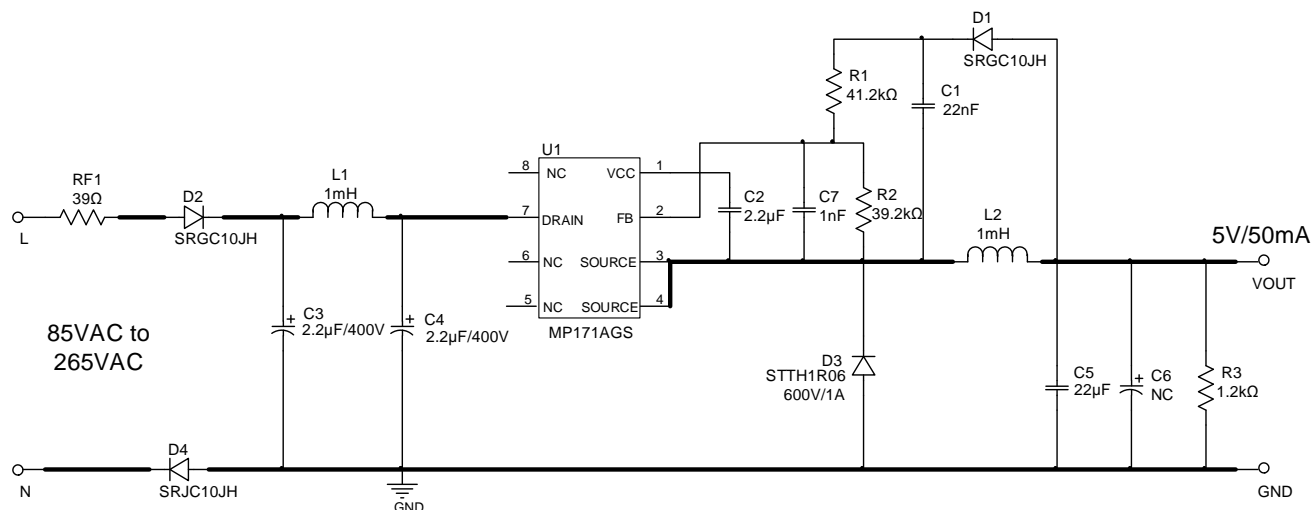 D1
SRGC10JH
R1
41.2kΩ
C1
22nF
U1
8
NC
VCC
1
7
DRAIN
FB
2
6
NC
SOURCE
3
5
NC
SOURCE
4
MP171AGS
RF1
39Ω
L
D2
SRGC10JH
L1
1mH
C2
2.2µF
C7
1nF
R2
39.2kΩ
L2
1mH
5V/50mA
VOUT
85VAC to
265VAC
C3
2.2µF/400V
C4
2.2µF/400V
D3
STTH1R06
600V/1A
C5
22µF
C6
NC
R3
1.2kΩ
N
D4
SRJC10JH
GND
GND